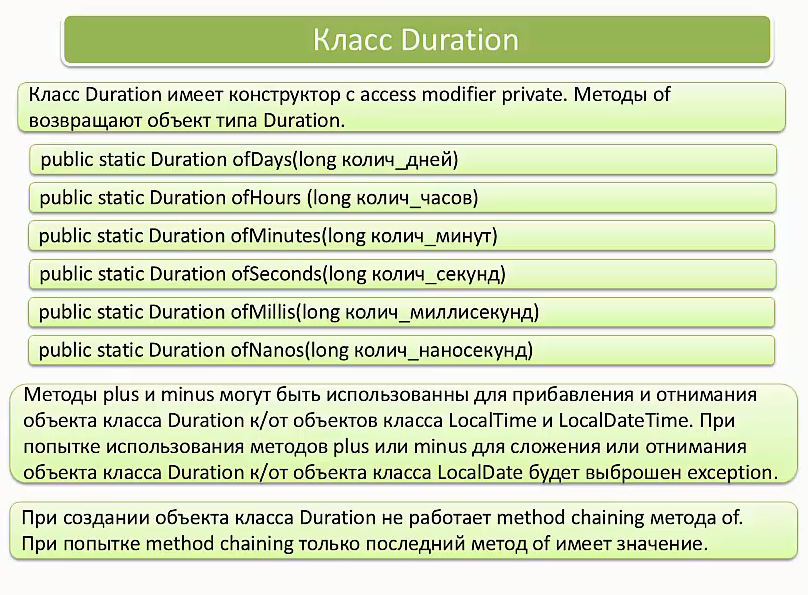 Класс Duration
Класс Duration имеет конструктор с access modifier private. Методы of
возвращают объект типа Duration.
public static Duration ofDays(long колич_дней)
public static Duration ofHours (long колич_часов)
public static Duration ofMinutes(long колич_минут)
public static Duration ofSeconds(long колич_секунд)
public static Duration ofMillis(long колич_миллисекунд)
public static Duration ofNanos(long колич_наносекунд)
Методы plus и minus могут быть использованны для прибавления и отнимания
объекта класса Duration к/от объектов класса LocalTime и LocalDateTime. При
попытке использования методов plus или minus для сложения или отнимания
объекта класса Duration к/от объекта класса LocalDate будет выброшен exception.
При создании объекта класса Duration не работает method chaining метода of.
При попытке method chaining только последний метод of имеет значение.